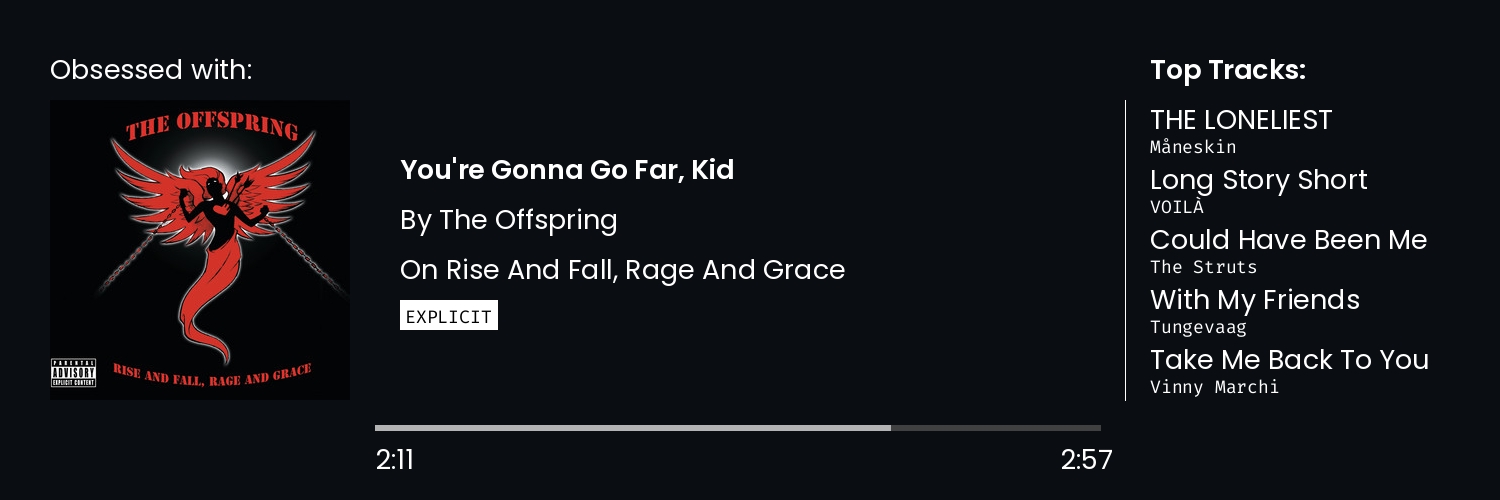 Obsessed with:
THE OFFSPRING
PARENTAL
ADVISORY
EXPLICIT CONTENT
RISE AND FALL, RAGE AND GRACE
You're Gonna Go Far, Kid
By The Offspring
On Rise And Fall, Rage And Grace
EXPLICIT
2:11
2:57
Top Tracks:
THE LONELIEST
Måneskin
Long Story Short
VOILÀ
Could Have Been Me
The Struts
With My Friends
Tungevaag
Take Me Back To You
Vinny Marchi